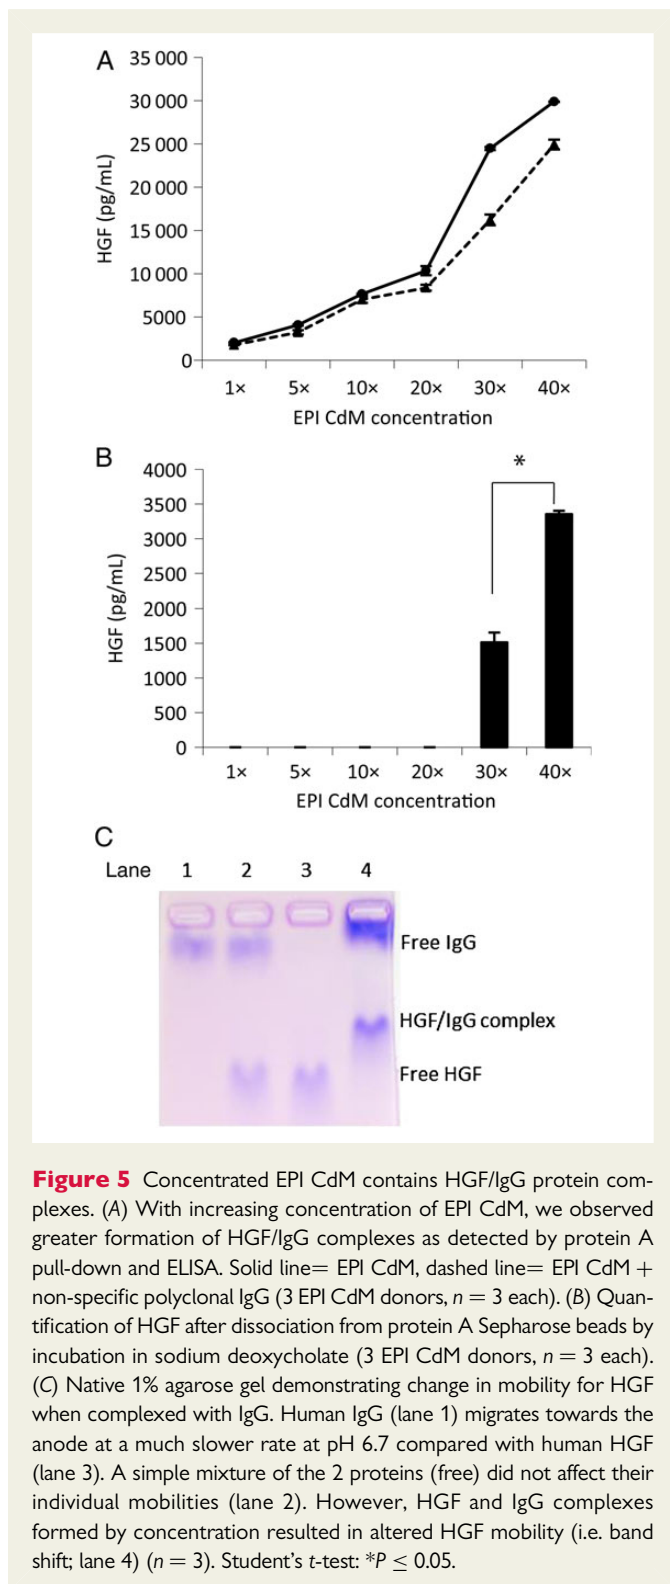 A
35 000
30 000
25 000
20 000
15 000
10 000
5000
0
HGF (pg/mL)
1× 5× 10× 20× 30× 40×
EPI CdM concentration
B
4000
3500
3000
2500
2000
1500
1000
500
0
HGF (pg/mL)
*
1× 5× 10× 20× 30× 40×
EPI CdM concentration
C
Lane 1 2 3 4
Free IgG
HGF/IgG complex
Free HGF
Figure 5 Concentrated EPI CdM contains HGF/IgG protein com-
plexes. (A) With increasing concentration of EPI CdM, we observed
greater formation of HGF/IgG complexes as detected by protein A
pull-down and ELISA. Solid line= EPI CdM, dashed line= EPI CdM +
non-specific polyclonal IgG (3 EPI CdM donors, n = 3 each). (B) Quan-
tification of HGF after dissociation from protein A Sepharose beads by
incubation in sodium deoxycholate (3 EPI CdM donors, n = 3 each).
(C) Native 1% agarose gel demonstrating change in mobility for HGF
when complexed with IgG. Human IgG (lane 1) migrates towards the
anode at a much slower rate at pH 6.7 compared with human HGF
(lane 3). A simple mixture of the 2 proteins (free) did not affect their
individual mobilities (lane 2). However, HGF and IgG complexes
formed by concentration resulted in altered HGF mobility (i.e. band
shift; lane 4) (n = 3). Student's t-test: *P ≤ 0.05.